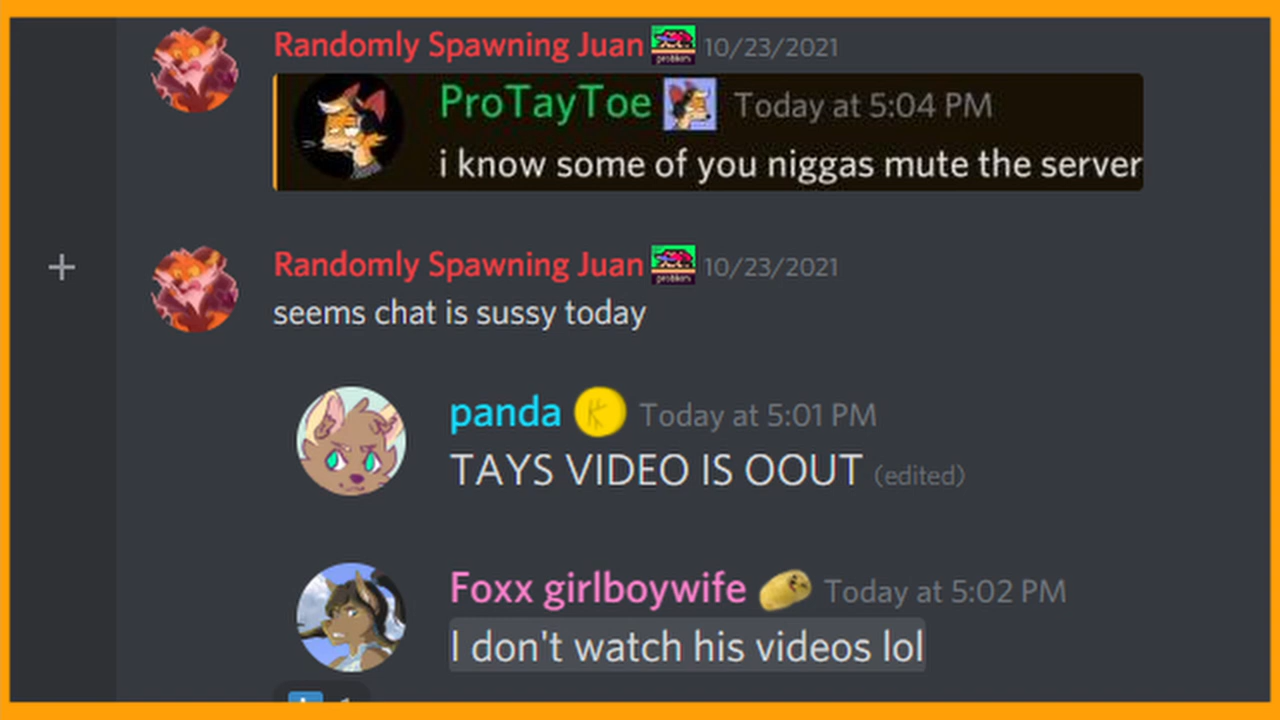 Randomly Spawning Juan problem 10/23/2021
ProTayToe Today at 5:04 PM
i know some of you niggas mute the server
Randomly Spawning Juan problem 10/23/2021
seems chat is sussy today
panda K Today at 5:01 PM
TAYS VIDEO IS OOUT (edited)
Foxx girlboywife Today at 5:02 PM
I don't watch his videos lol